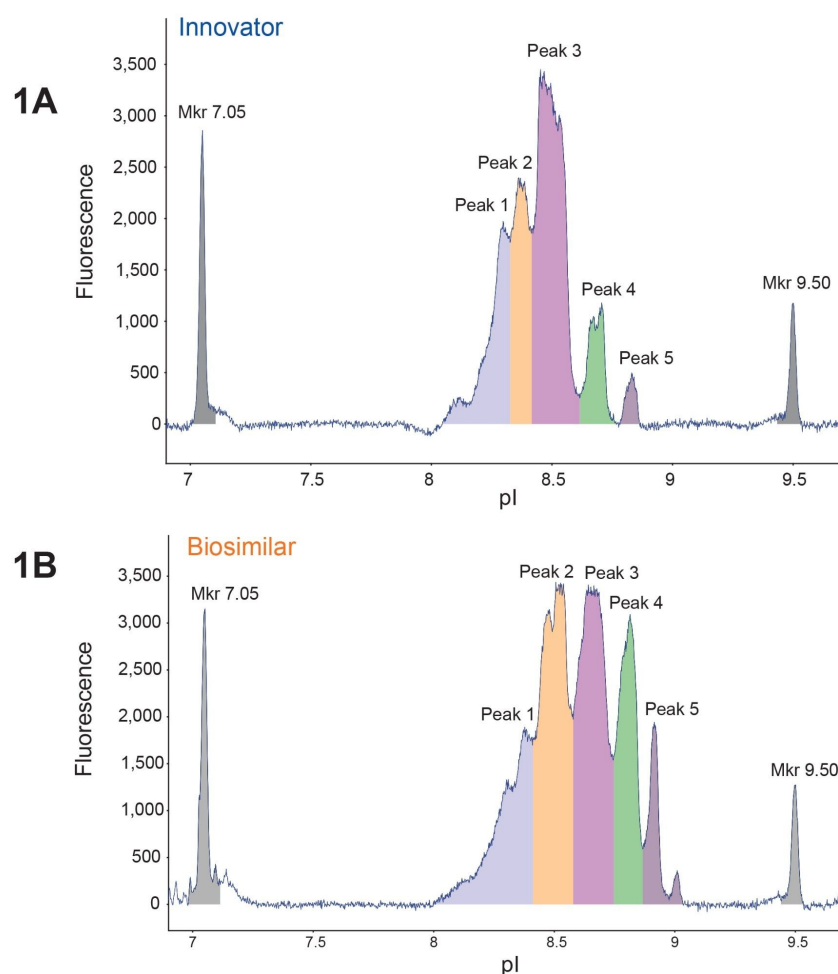 Innovator
1A
Fluorescence
3,500
3,000
2,500
2,000
1,500
1,000
500
0
Mkr 7.05
Peak 1
Peak 2
Peak 3
Peak 4
Peak 5
Mkr 9.50
7
7.5
8
8.5
9
9.5
pI
Biosimilar
1B
Fluorescence
3,500
3,000
2,500
2,000
1,500
1,000
500
0
Mkr 7.05
Peak 1
Peak 2
Peak 3
Peak 4
Peak 5
Mkr 9.50
7
7.5
8
8.5
9
9.5
pI